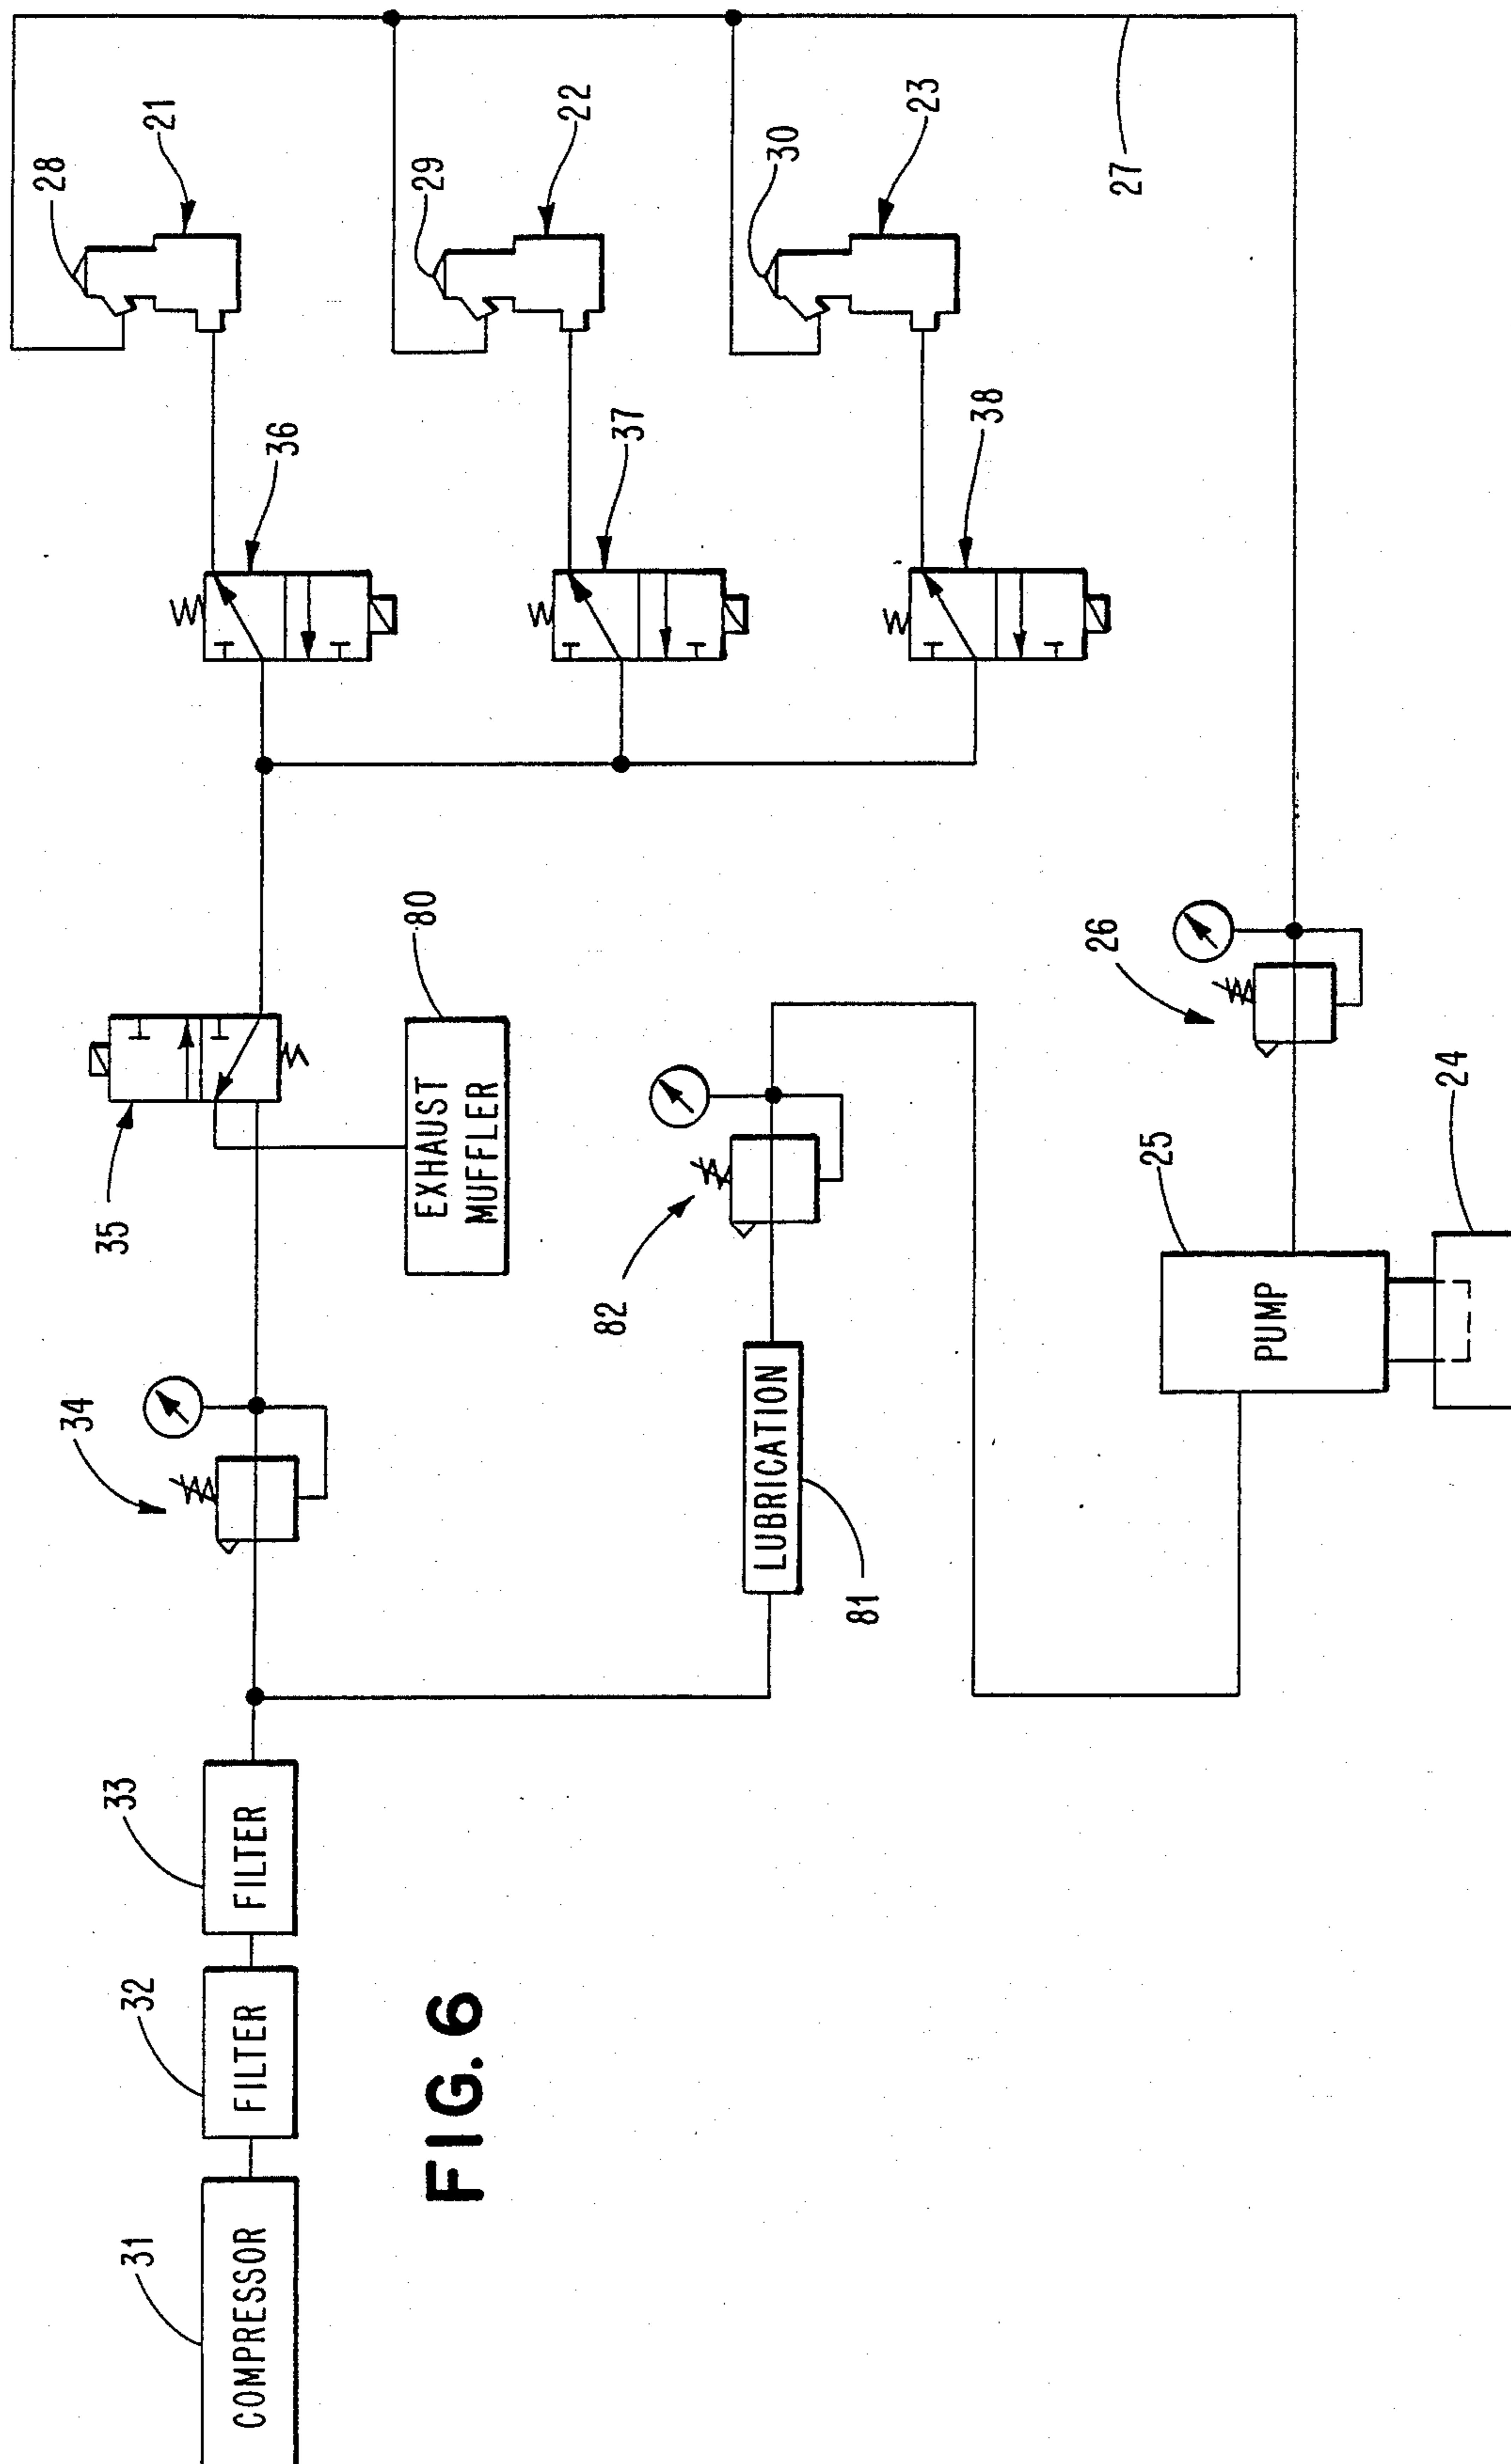 28
21
29
22
30
23
27
36
37
38
35
80
EXHAUST
MUFFLER
26
34
82
25
24
PUMP
LUBRICATION
81
33
FILTER
32
FILTER
31
COMPRESSOR
FIG. 6